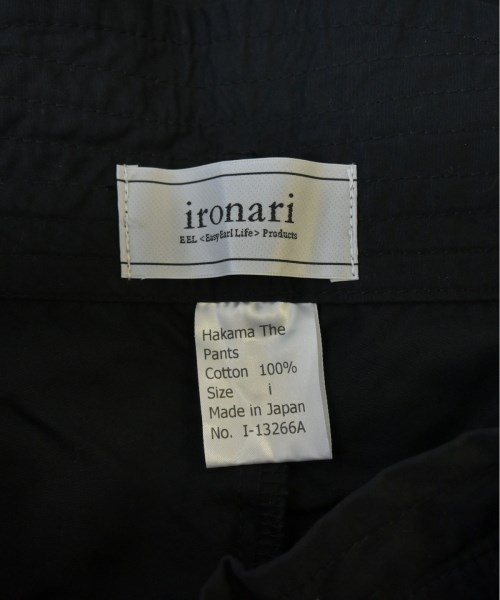 ironari
EEL <Easy Earl Life> Products
Hakama The
Pants
Cotton 100%
Size i
Made in Japan
No. I-13266A